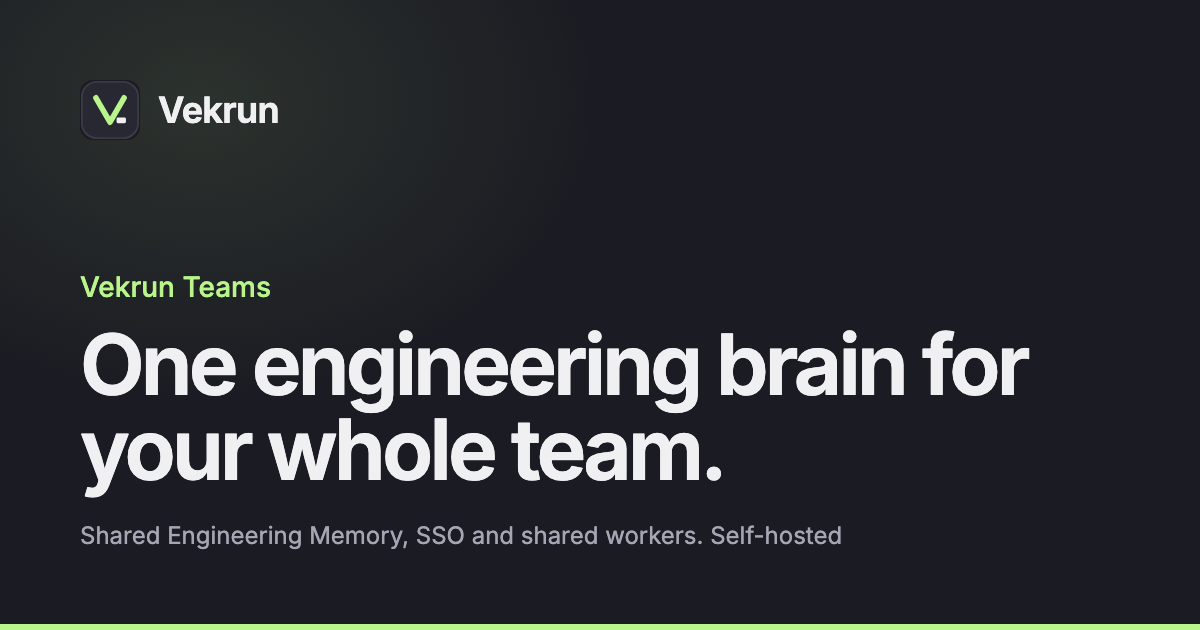 Vekrun
Vekrun Teams
One engineering brain for
your whole team.
Shared Engineering Memory, SSO and shared workers. Self-hosted